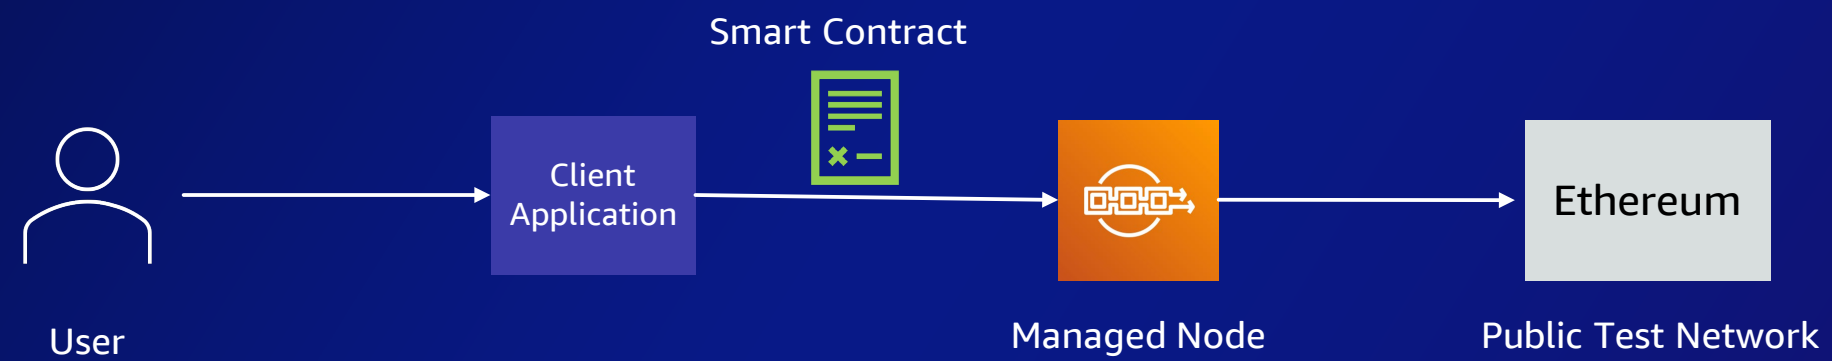 Smart Contract
Client
Application
Ethereum
User
Managed Node
Public Test Network